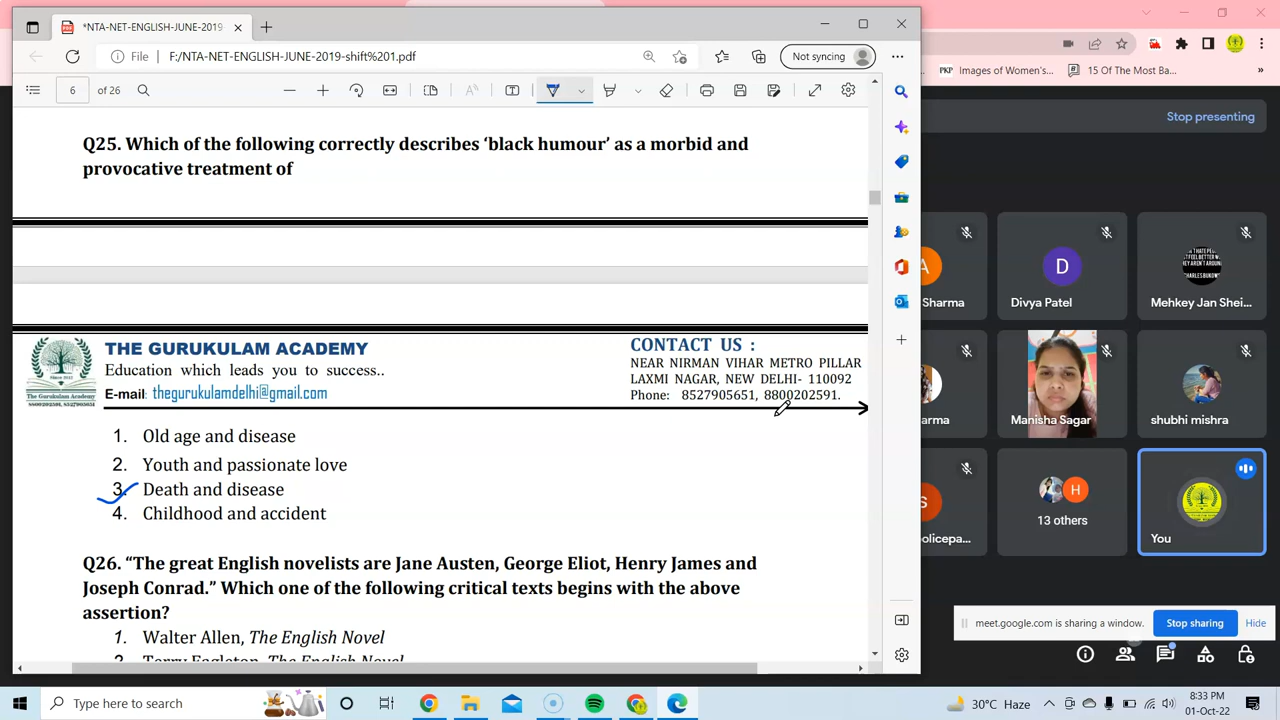 *NTA-NET-ENGLISH-JUNE-2019-
File
F:/NTA-NET-ENGLISH-JUNE-2019-shift%201.pdf
Not syncing
6 of 26
Q25. Which of the following correctly describes ‘black humour’ as a morbid and
provocative treatment of
THE GURUKULAM ACADEMY
Education which leads you to success..
E-mail: thegurukulamdelhi@gmail.com
CONTACT US :
NEAR NIRMAN VIHAR METRO PILLAR
LAXMI NAGAR, NEW DELHI- 110092
Phone: 8527905651, 8800202591.
1. Old age and disease
2. Youth and passionate love
3. Death and disease
4. Childhood and accident
Q26. “The great English novelists are Jane Austen, George Eliot, Henry James and
Joseph Conrad.” Which one of the following critical texts begins with the above
assertion?
1. Walter Allen, The English Novel
2. Terry Eagleton, The English Novel
PKP Images of Women's...
B 15 Of The Most Ba...
»
Stop presenting
A
Sharma
D
Divya Patel
Mehkey Jan Shei...
arma
Manisha Sagar
shubhi mishra
S
policepa...
H
13 others
You
meet.google.com is sharing a window.
Stop sharing
Hide
Type here to search
30°C Haze
8:33 PM
01-Oct-22